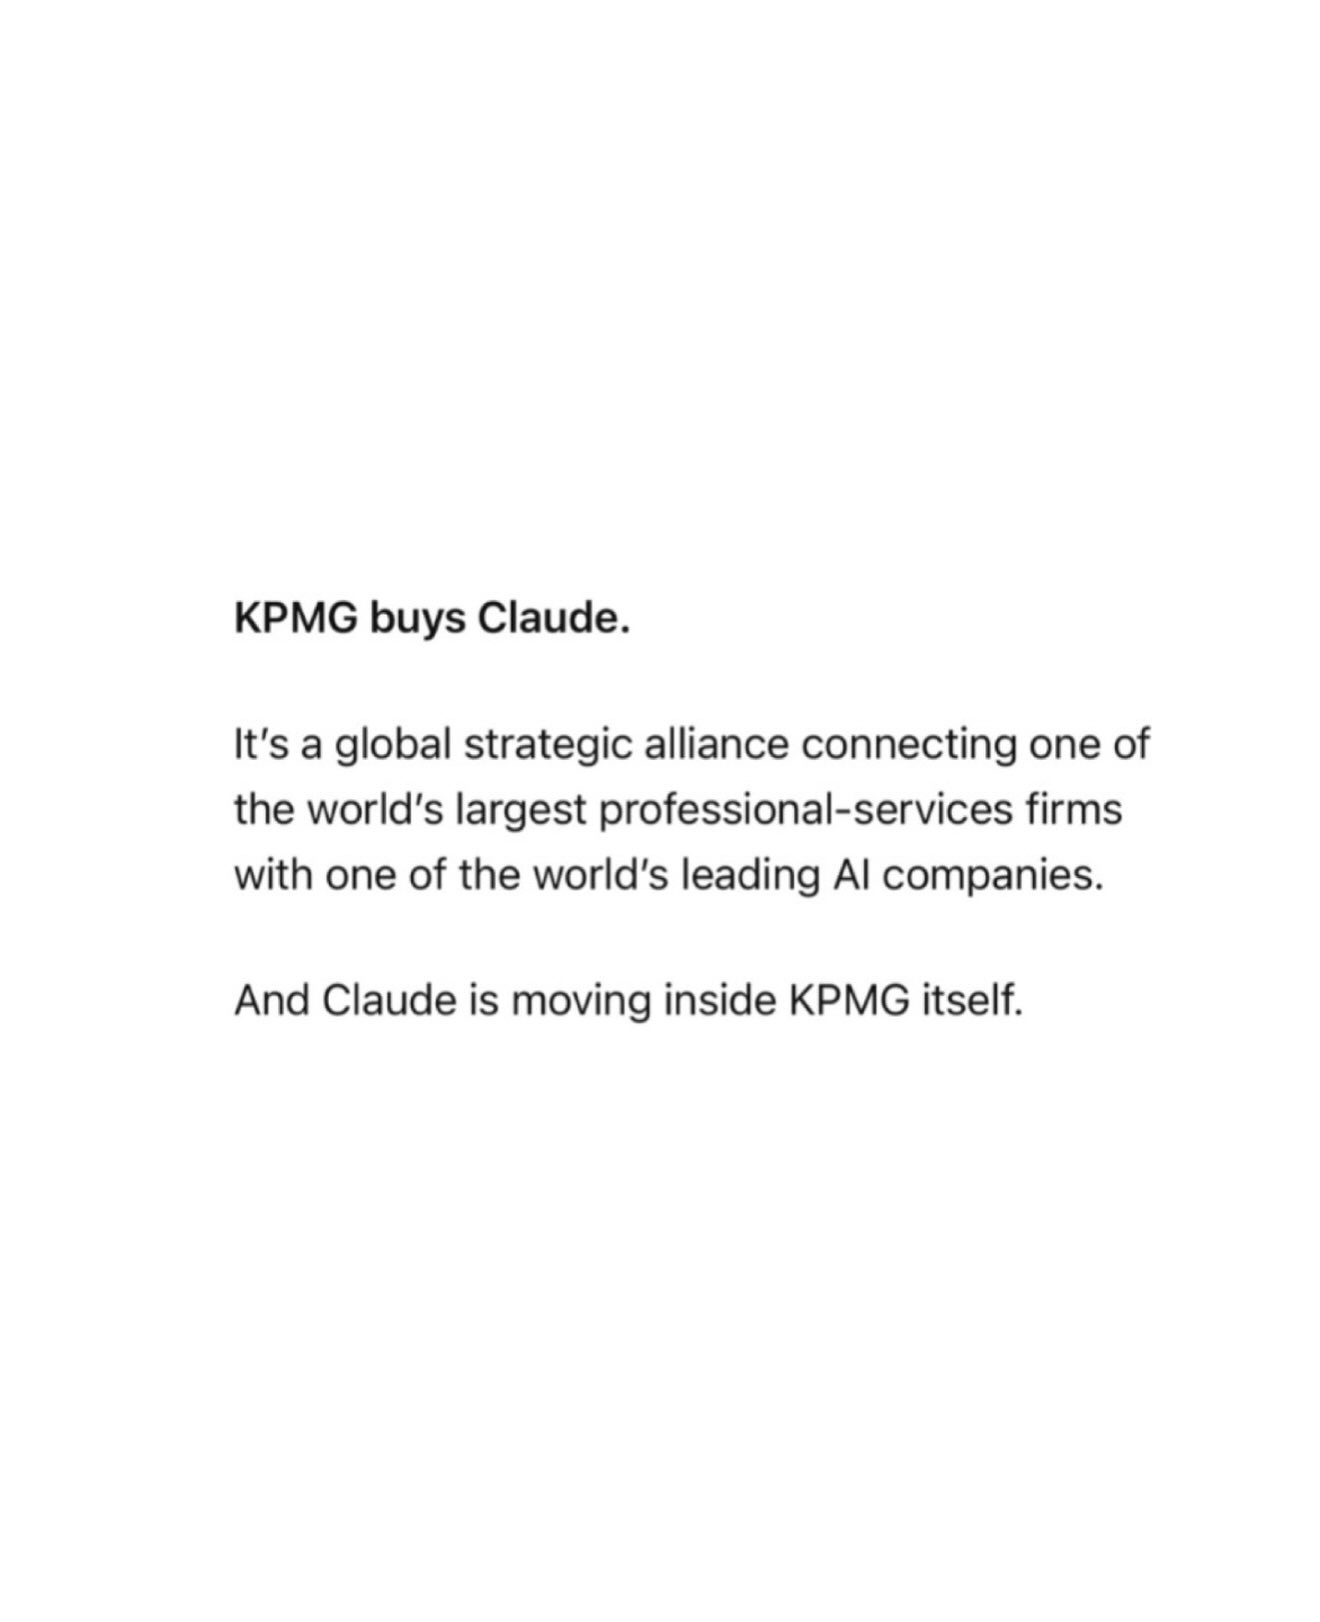 KPMG buys Claude.
It’s a global strategic alliance connecting one of
the world’s largest professional-services firms
with one of the world’s leading AI companies.
And Claude is moving inside KPMG itself.